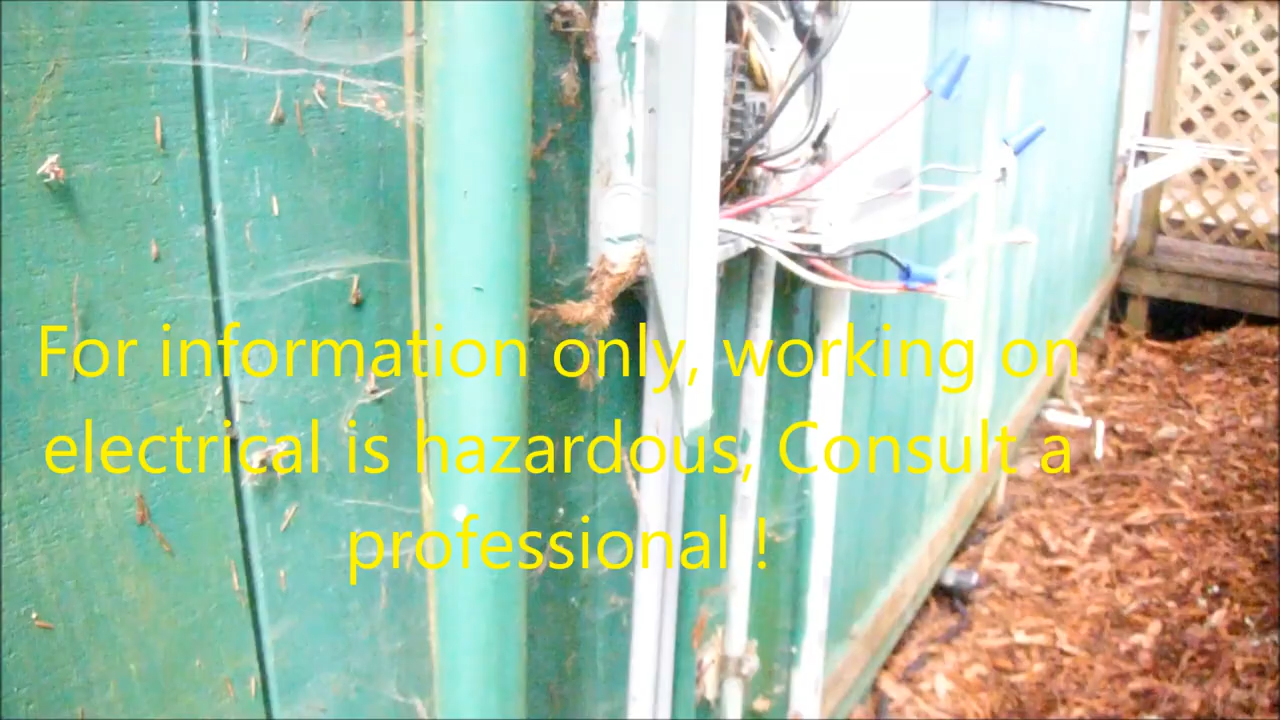 For information only, working on
electrical is hazardous, Consult a
professional !